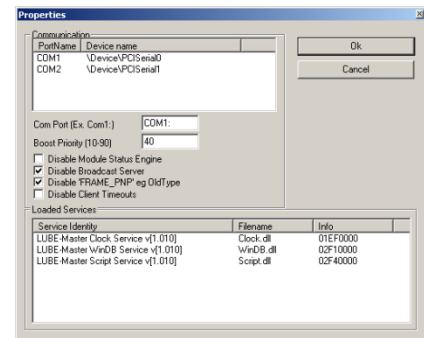 Properties
Communication
PortName Device name
COM1 \Device\PCISerial0
COM2 \Device\PCISerial1
Ok
Cancel
Com Port (Ex. Com1:) COM1:
Boost Priority (10-90) 40
Disable Module Status Engine
Disable Broadcast Server
Disable 'FRAME_PNP' eg OldType
Disable Client Timeouts
Loaded Services
Service Identity Filename Info
LUBE-Master Clock Service v[1.010] Clock.dll 01EF0000
LUBE-Master WinDB Service v[1.010] WinDB.dll 02F10000
LUBE-Master Script Service v[1.010] Script.dll 02F40000